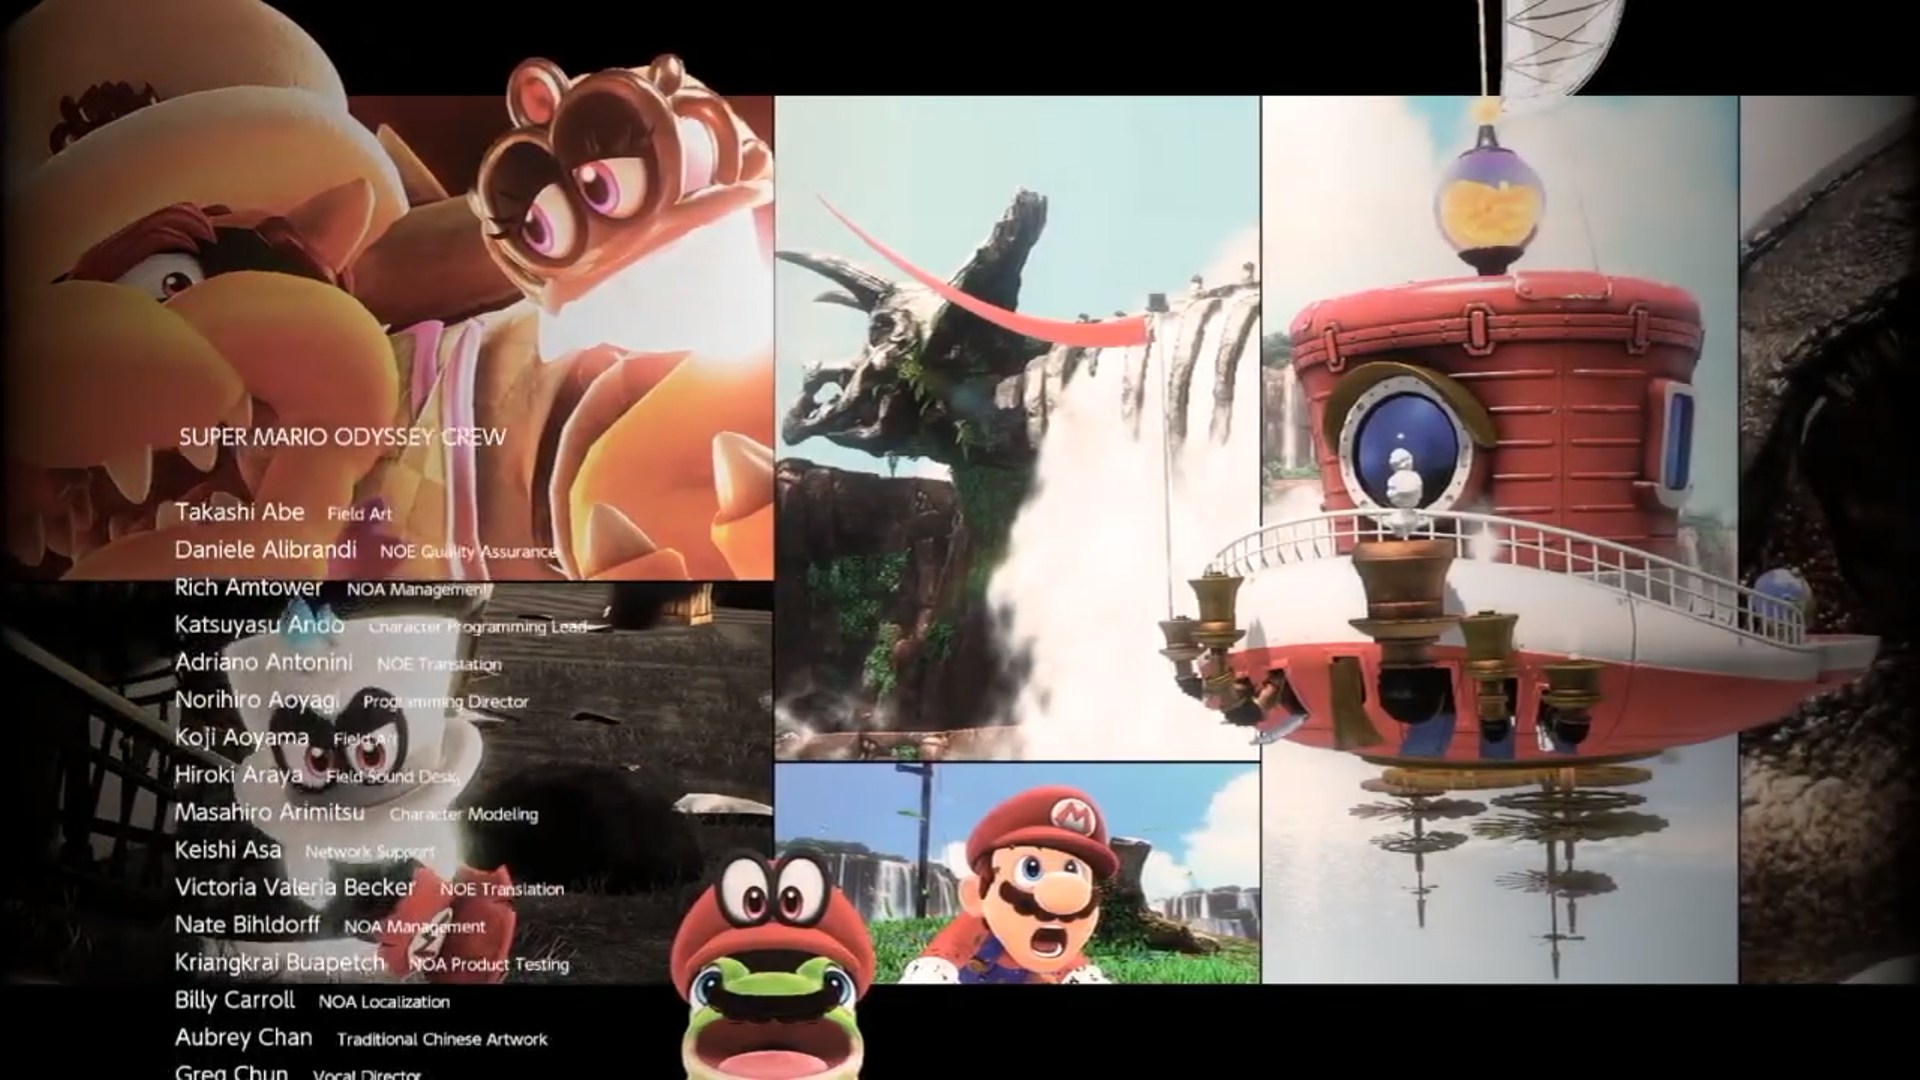 SUPER MARIO ODYSSEY CREW
Takashi Abe Field Art
Daniele Alibrandi NOE Quality Assurance
Rich Amtower NOA Management
Katsuyasu Ando Character Programming Lead
Adriano Antonini NOE Translation
Norihiro Aoyagi Programming Director
Koji Aoyama Field Art
Hiroki Araya Field Sound Design
Masahiro Arimitsu Character Modeling
Keishi Asa Network Support
Victoria Valeria Becker NOE Translation
Nate Bihldorff NOA Management
Kriangkrai Buapetch NOA Product Testing
Billy Carroll NOA Localization
Aubrey Chan Traditional Chinese Artwork
Greg Chun Vocal Director
M